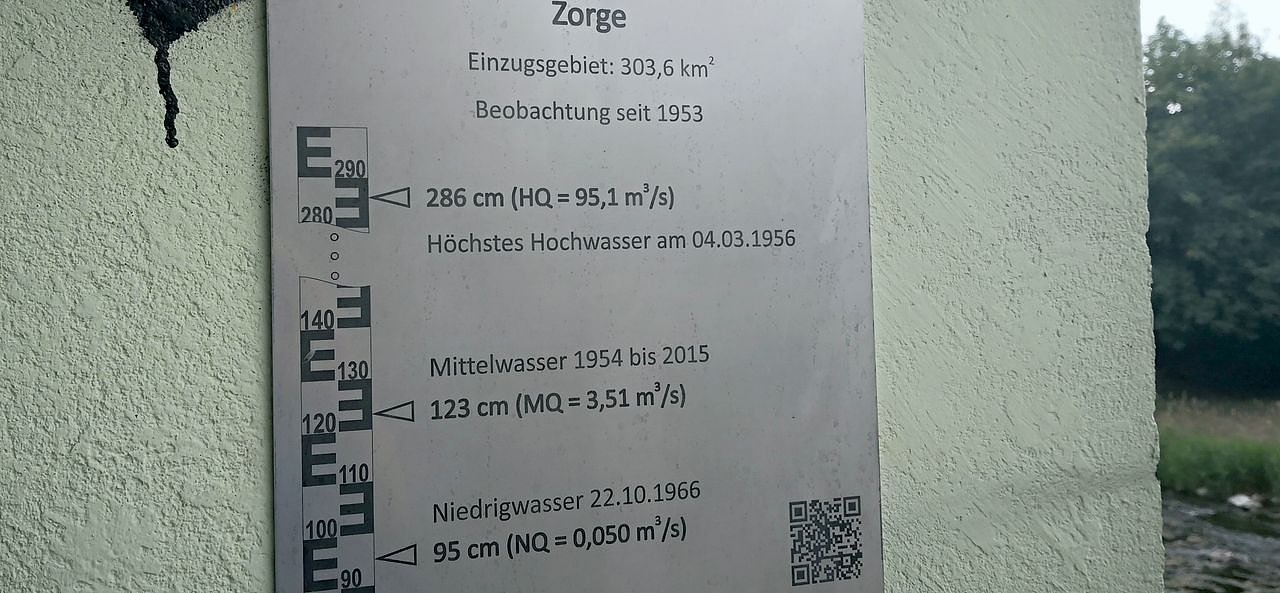 Zorge
Einzugsgebiet: 303,6 km²
Beobachtung seit 1953
290
286 cm (HQ = 95,1 m³/s)
280
Höchstes Hochwasser am 04.03.1956
140
Mittelwasser 1954 bis 2015
130
123 cm (MQ = 3,51 m³/s)
120
110
Niedrigwasser 22.10.1966
100
95 cm (NQ = 0,050 m³/s)
90